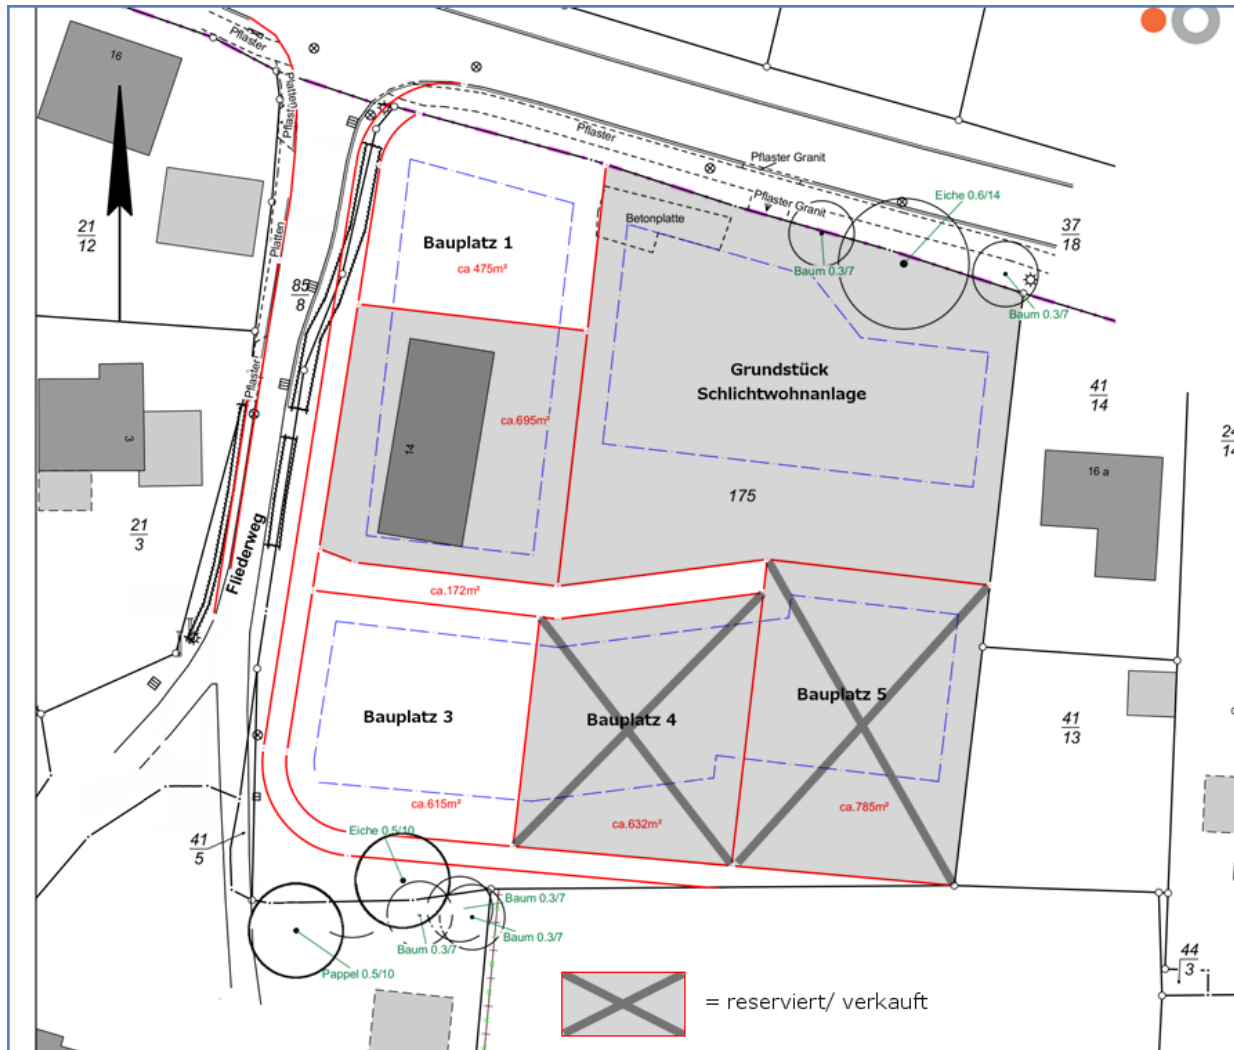 16
Pflaster
Platten
Pflaster
Pflaster
Pflaster Granit
Pflaster Granit
Eiche 0.6/14
37
18
Betonplatte
Baum 0.3/7
Baum 0.3/7
21
12
Platten
85
8
Bauplatz 1
ca 475m²
Pflaster
Grundstück
Schlichtwohnanlage
41
14
24
14
ca.695m²
14
3
16 a
175
21
3
Fliederweg
ca.172m²
Bauplatz 3
Bauplatz 4
Bauplatz 5
41
13
ca.615m²
ca.632m²
ca.785m²
41
5
Eiche 0.5/10
Baum 0.3/7
Baum 0.3/7
Baum 0.3/7
Pappel 0.5/10
44
3
= reserviert/ verkauft